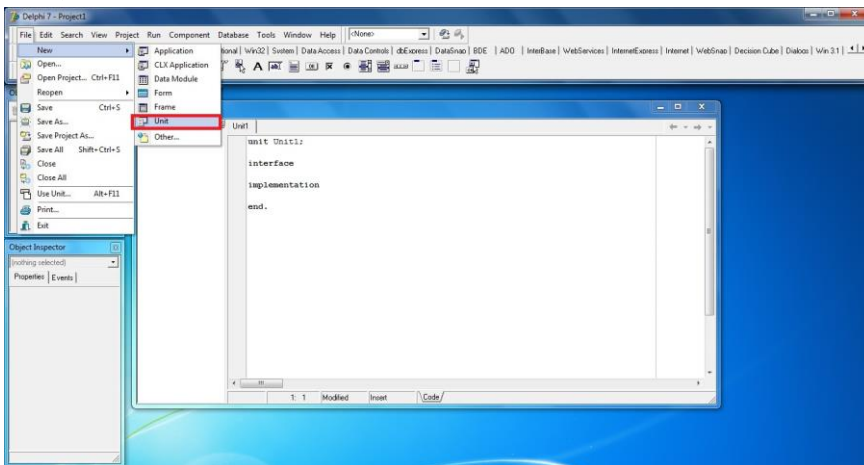 Delphi 7 - Project1
File Edit Search View Project Run Component Database Tools Window Help <None>
Win32 System Data Access Data Controls dbExpress DataSnap BDE ADO InterBase WebServices InternetExpress Internet WebSnap Decision Cube Dialogs Win 3.1
New
Open...
Open Project... Ctrl+F11
Reopen
Save Ctrl+S
Save As...
Save Project As...
Save All Shift+Ctrl+S
Close
Close All
Use Unit... Alt+F11
Print...
Exit
Application
CLX Application
Data Module
Form
Frame
Unit
Other...
Unit1
unit Unit1;
interface
implementation
end.
1: 1 Modified Insert Code
Object Inspector
(nothing selected)
Properties Events